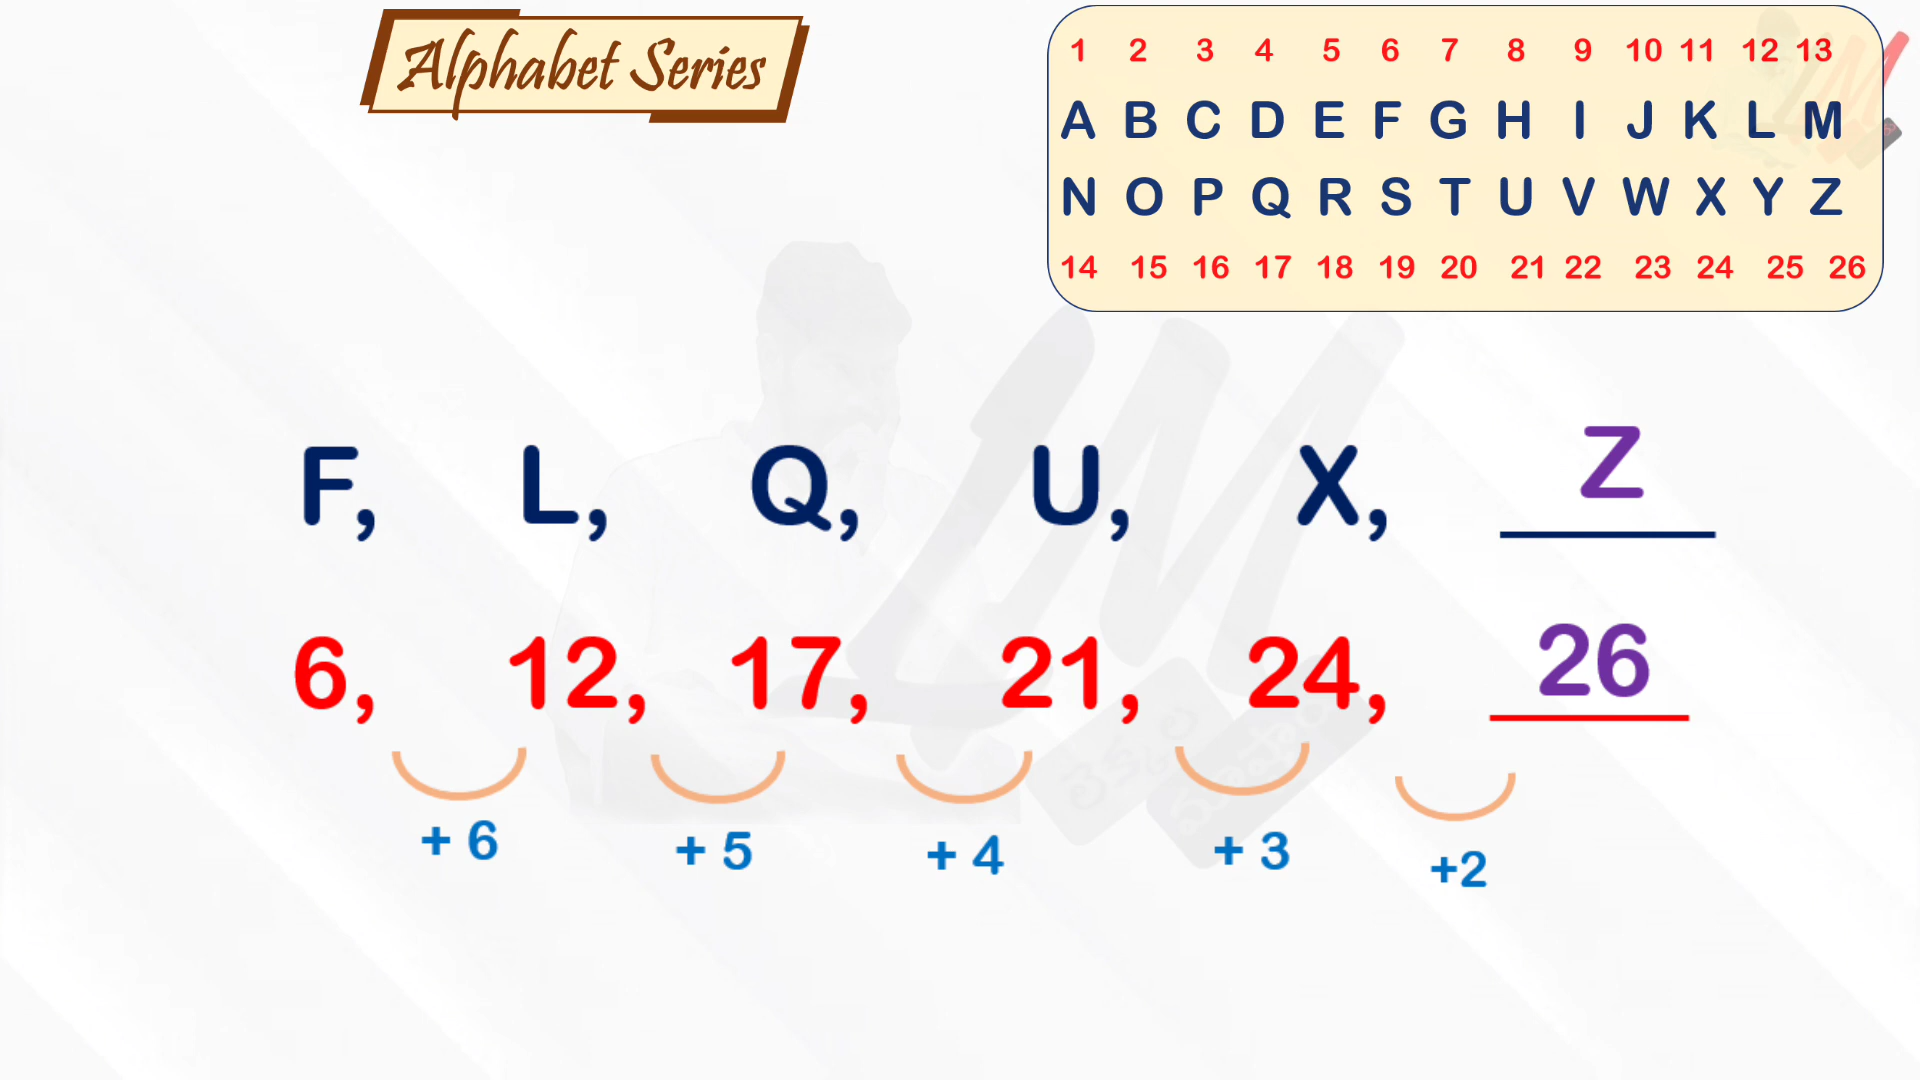 Alphabet Series
1 2 3 4 5 6 7 8 9 10 11 12 13
A B C D E F G H I J K L M
N O P Q R S T U V W X Y Z
14 15 16 17 18 19 20 21 22 23 24 25 26
F, L, Q, U, X, Z
6, 12, 17, 21, 24, 26
+ 6 + 5 + 4 + 3 +2